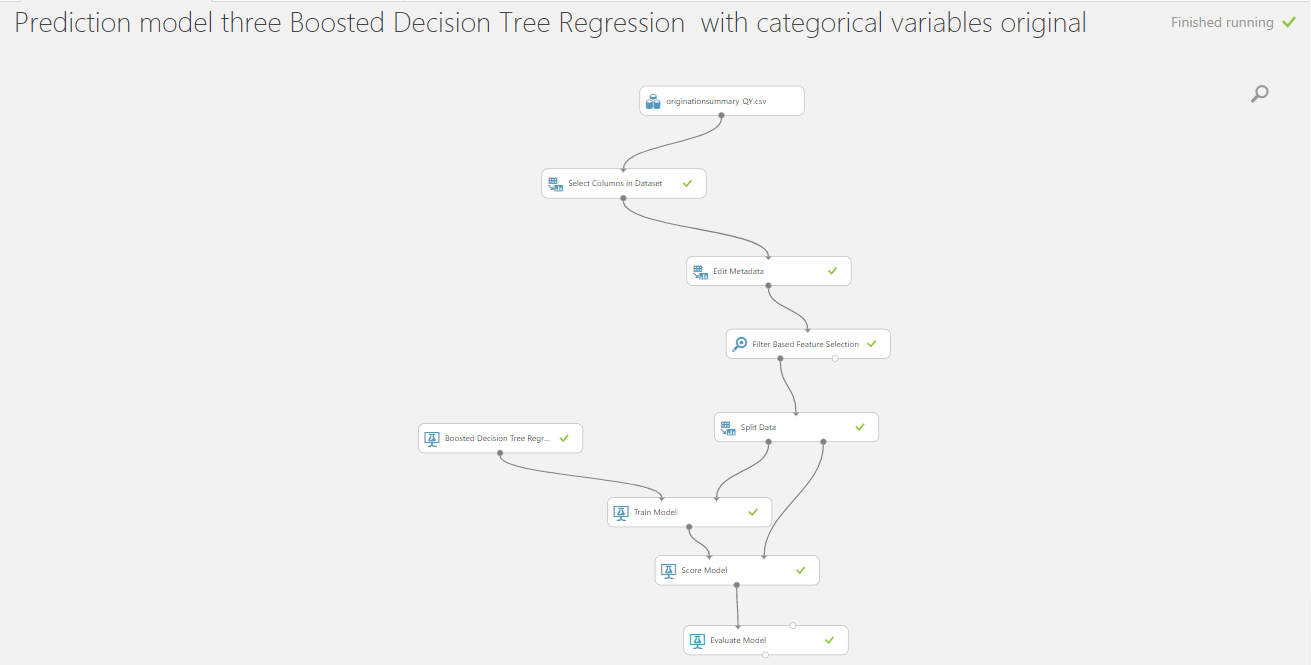 Prediction model three Boosted Decision Tree Regression  with categorical variables original
Finished running
originationsummary_QY.csv
Select Columns in Dataset
Edit Metadata
Filter Based Feature Selection
Split Data
Boosted Decision Tree Regr...
Train Model
Score Model
Evaluate Model